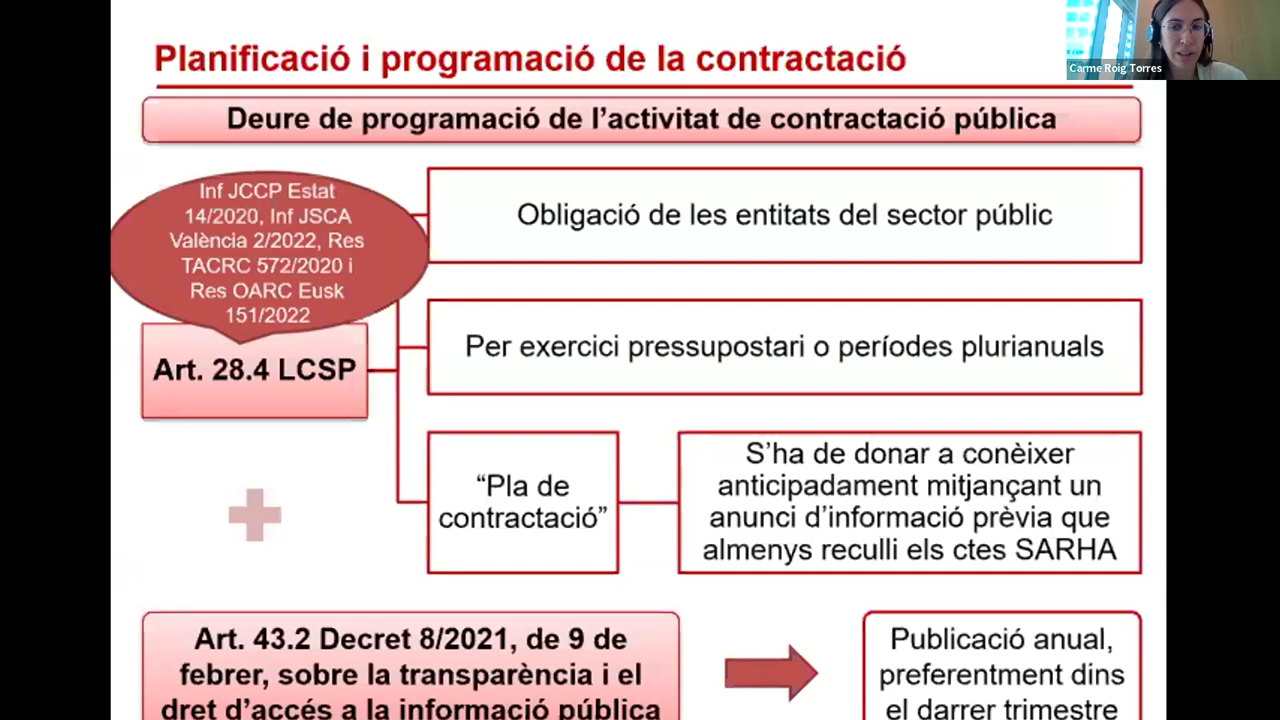 Planificació i programació de la contractació
Carme Roig Torres
Deure de programació de l’activitat de contractació pública
Inf JCCP Estat
14/2020, Inf JSCA
València 2/2022, Res
TACRC 572/2020 i
Res OARC Eusk
151/2022
Art. 28.4 LCSP
Obligació de les entitats del sector públic
Per exercici pressupostari o períodes plurianuals
“Pla de
contractació”
S’ha de donar a conèixer
anticipadament mitjançant un
anunci d’informació prèvia que
almenys reculli els ctes SARHA
Art. 43.2 Decret 8/2021, de 9 de
febrer, sobre la transparència i el
dret d’accés a la informació pública
Publicació anual,
preferentment dins
el darrer trimestre